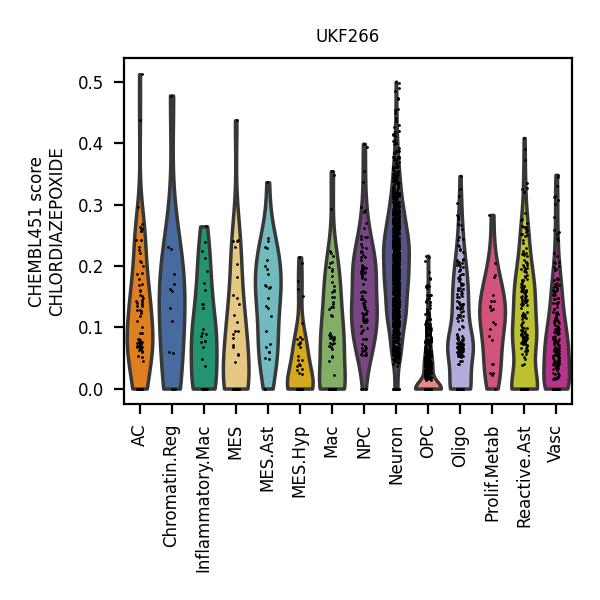 UKF266
CHEMBL451 score
CHLORDIAZEPOXIDE
0.5
0.4
0.3
0.2
0.1
0.0
AC
Chromatin.Reg
Inflammatory.Mac
MES
MES.Ast
MES.Hyp
Mac
NPC
Neuron
OPC
Oligo
Prolif.Metab
Reactive.Ast
Vasc